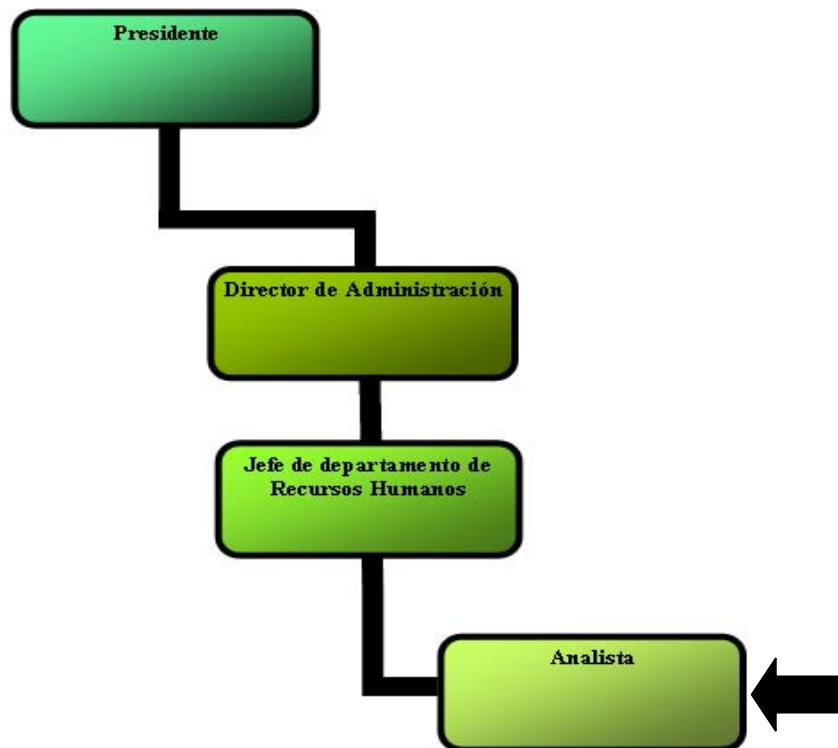 Presidente
Director de Administración
Jefe de departamento de
Recursos Humanos
Analista